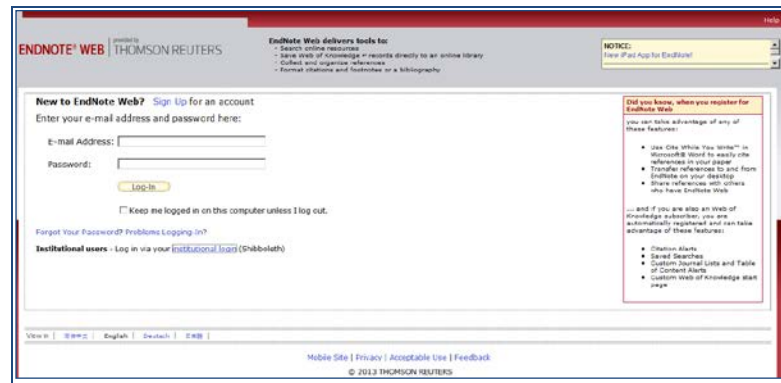 Help
ENDNOTE® WEB | provided by THOMSON REUTERS
EndNote Web delivers tools to:
- Search online resources
- Save Web of Knowledge℠ records directly to an online library
- Collect and organize references
- Format citations and footnotes or a bibliography
NOTICE:
New iPad App for EndNote!
New to EndNote Web? Sign Up for an account
Enter your e-mail address and password here:
E-mail Address:
Password:
Log-In
Keep me logged in on this computer unless I log out.
Forgot Your Password? Problems Logging-In?
Institutional users - Log in via your institutional login (Shibboleth)
Did you know, when you register for
EndNote Web
you can take advantage of any of
these features:
• Use Cite While You Write™ in
Microsoft® Word to easily cite
references in your paper
• Transfer references to and from
EndNote on your desktop
• Share references with others
who have EndNote Web
.... and if you are also an Web of
Knowledge subscriber, you are
automatically registered and can take
advantage of these features:
• Citation Alerts
• Saved Searches
• Custom Journal Lists and Table
of Content Alerts
• Custom Web of Knowledge start
page
View in | 简体中文 | English | Deutsch | 日本語 |
Mobile Site | Privacy | Acceptable Use | Feedback
© 2013 THOMSON REUTERS